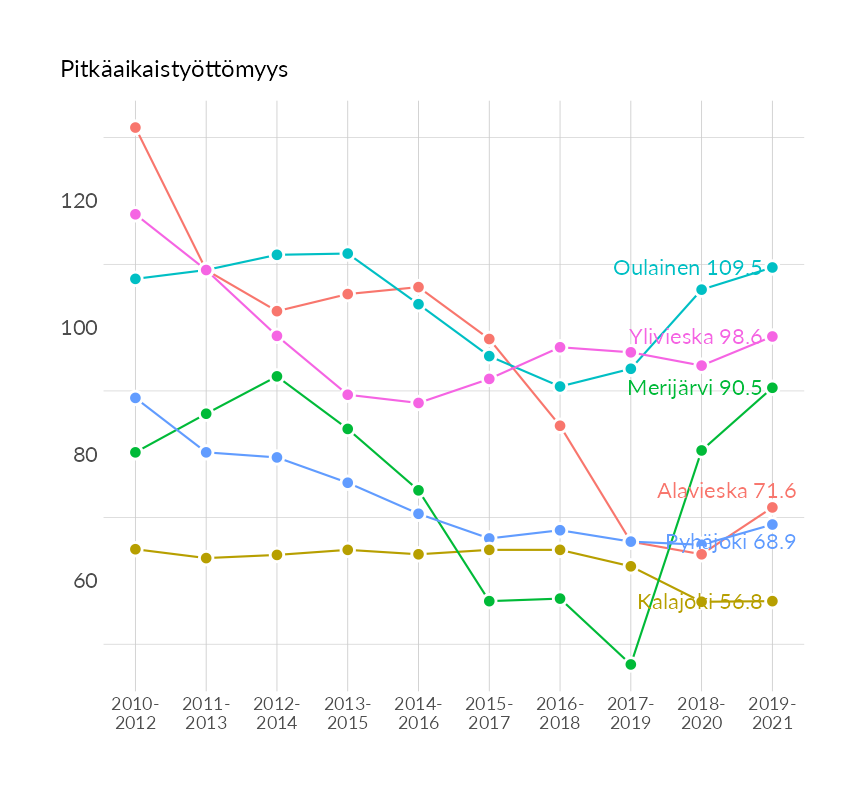 Pitkäaikaistyöttömyys
120
100
80
60
Oulainen 109.5
Ylivieska 98.6
Merijärvi 90.5
Alavieska 71.6
Pyhäjoki 68.9
Kalajoki 56.8
2010- 2011- 2012- 2013- 2014- 2015- 2016- 2017- 2018- 2019-
2012 2013 2014 2015 2016 2017 2018 2019 2020 2021